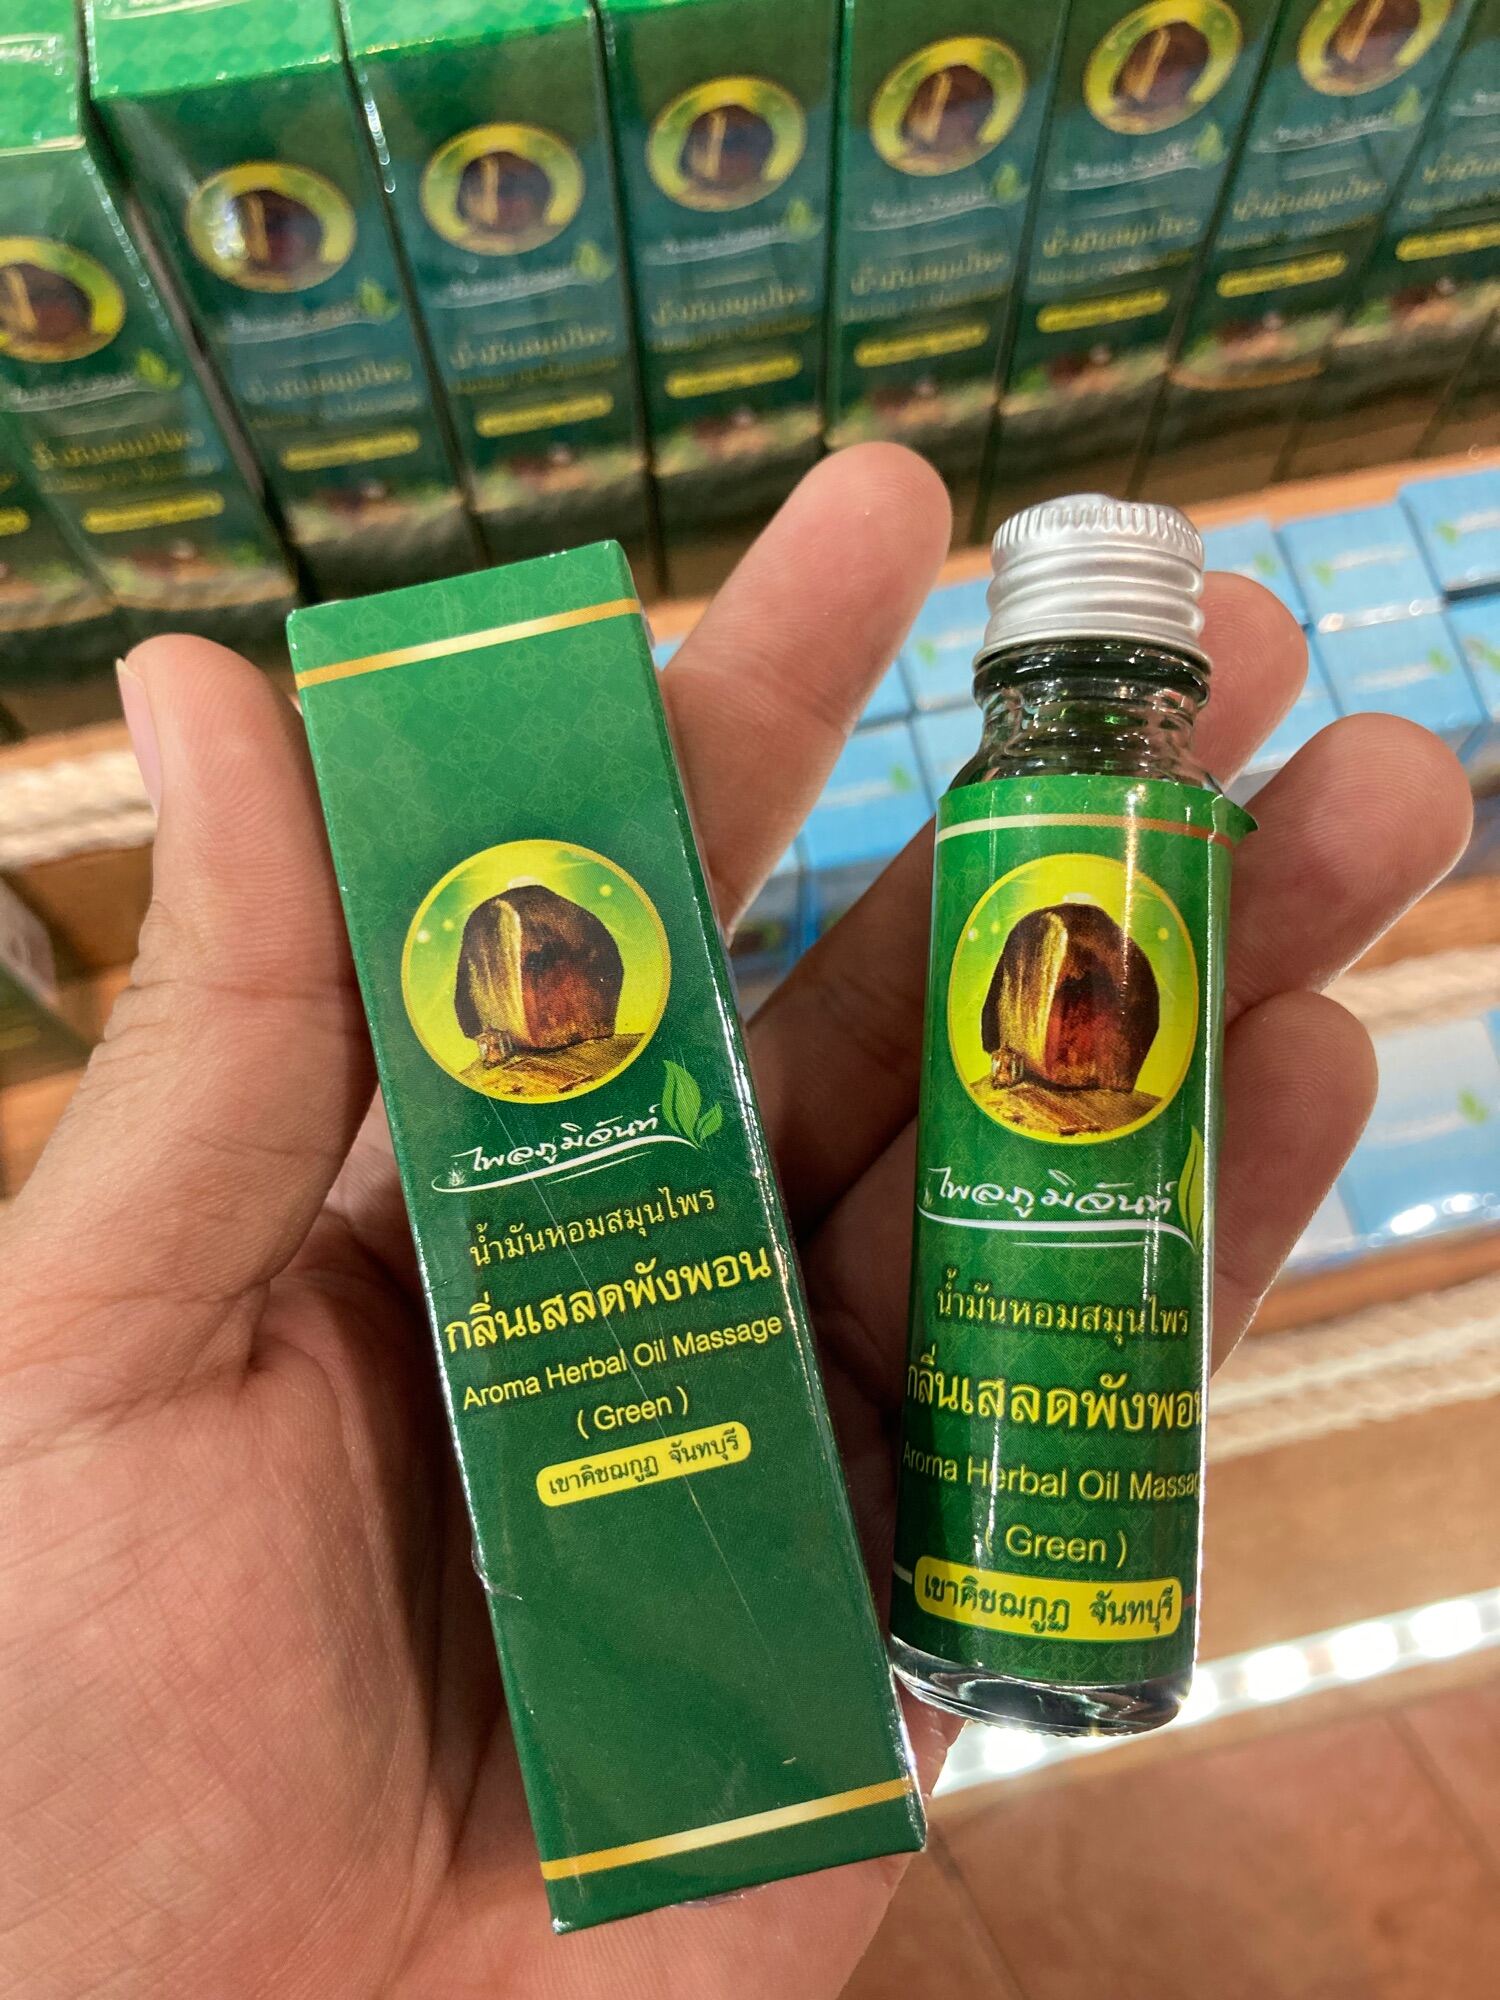 ไพลภูมิจันท์
น้ำมันหอมสมุนไพร
กลิ่นเสลดพังพอน
Aroma Herbal Oil Massage
( Green )
เขาคิชฌกูฏ จันทบุรี
ไพลภูมิจันท์
น้ำมันหอมสมุนไพร
กลิ่นเสลดพังพอน
Aroma Herbal Oil Massag
( Green )
เขาคิชฌกูฏ จันทบุรี